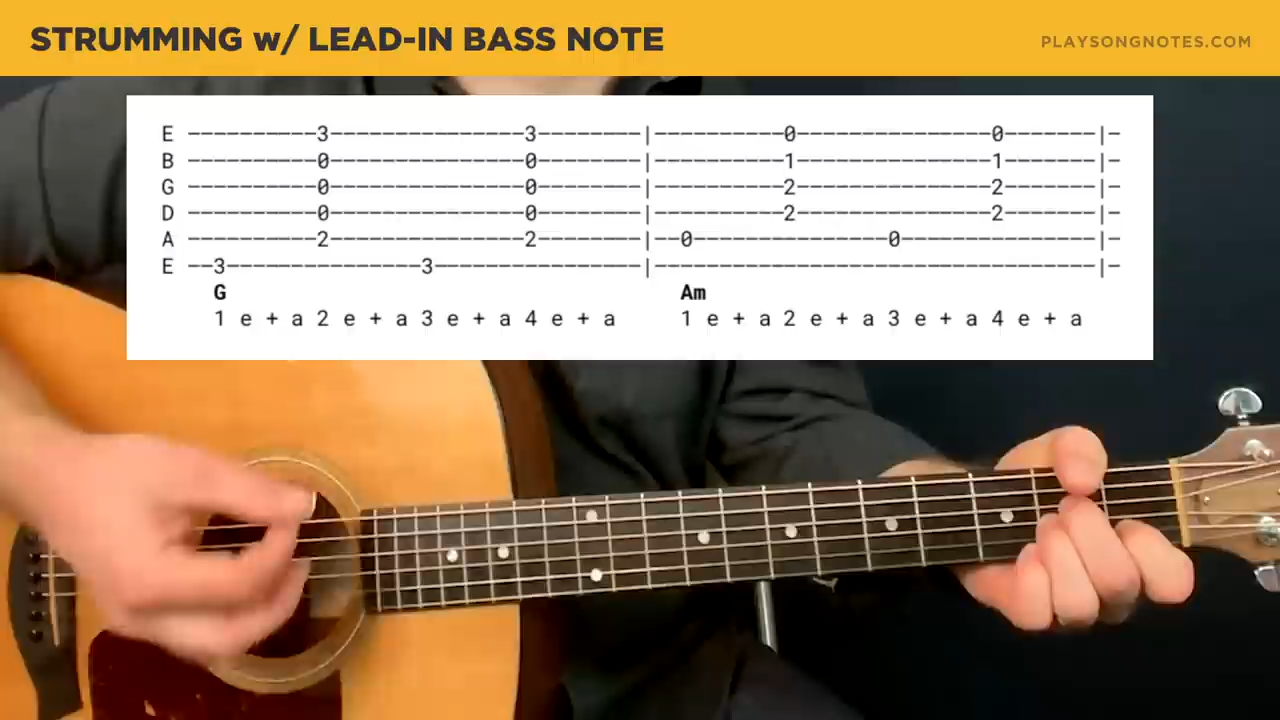 STRUMMING w/ LEAD-IN BASS NOTE
PLAYSONGNOTES.COM
E ----------3---------------3--------|----------0---------------0-------|-
B ----------0---------------0--------|----------1---------------1-------|-
G ----------0---------------0--------|----------2---------------2-------|-
D ----------0---------------0--------|----------2---------------2-------|-
A ----------2---------------2--------|--0---------------0---------------|-
E --3---------------3----------------|----------------------------------|-
G Am
1 e + a 2 e + a 3 e + a 4 e + a 1 e + a 2 e + a 3 e + a 4 e + a